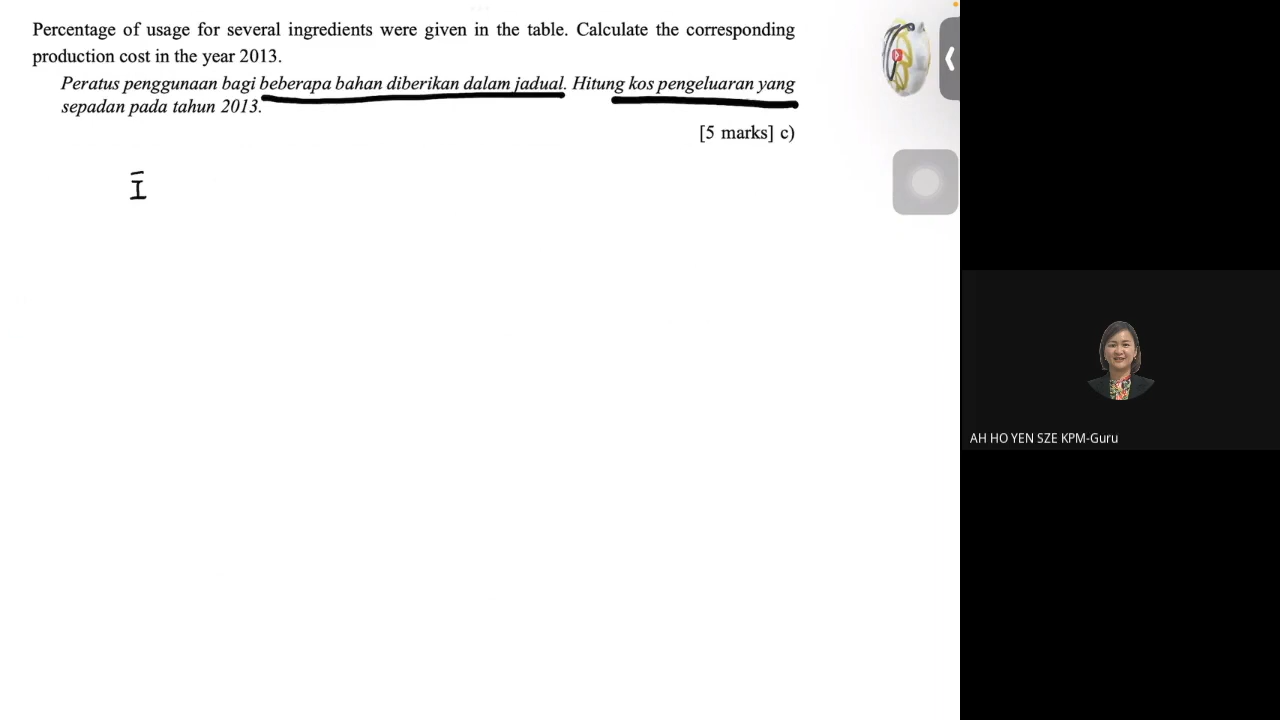 Percentage of usage for several ingredients were given in the table. Calculate the corresponding
production cost in the year 2013.
Peratus penggunaan bagi beberapa bahan diberikan dalam jadual. Hitung kos pengeluaran yang
sepadan pada tahun 2013.
[5 marks] c)
Ī
AH HO YEN SZE KPM-Guru